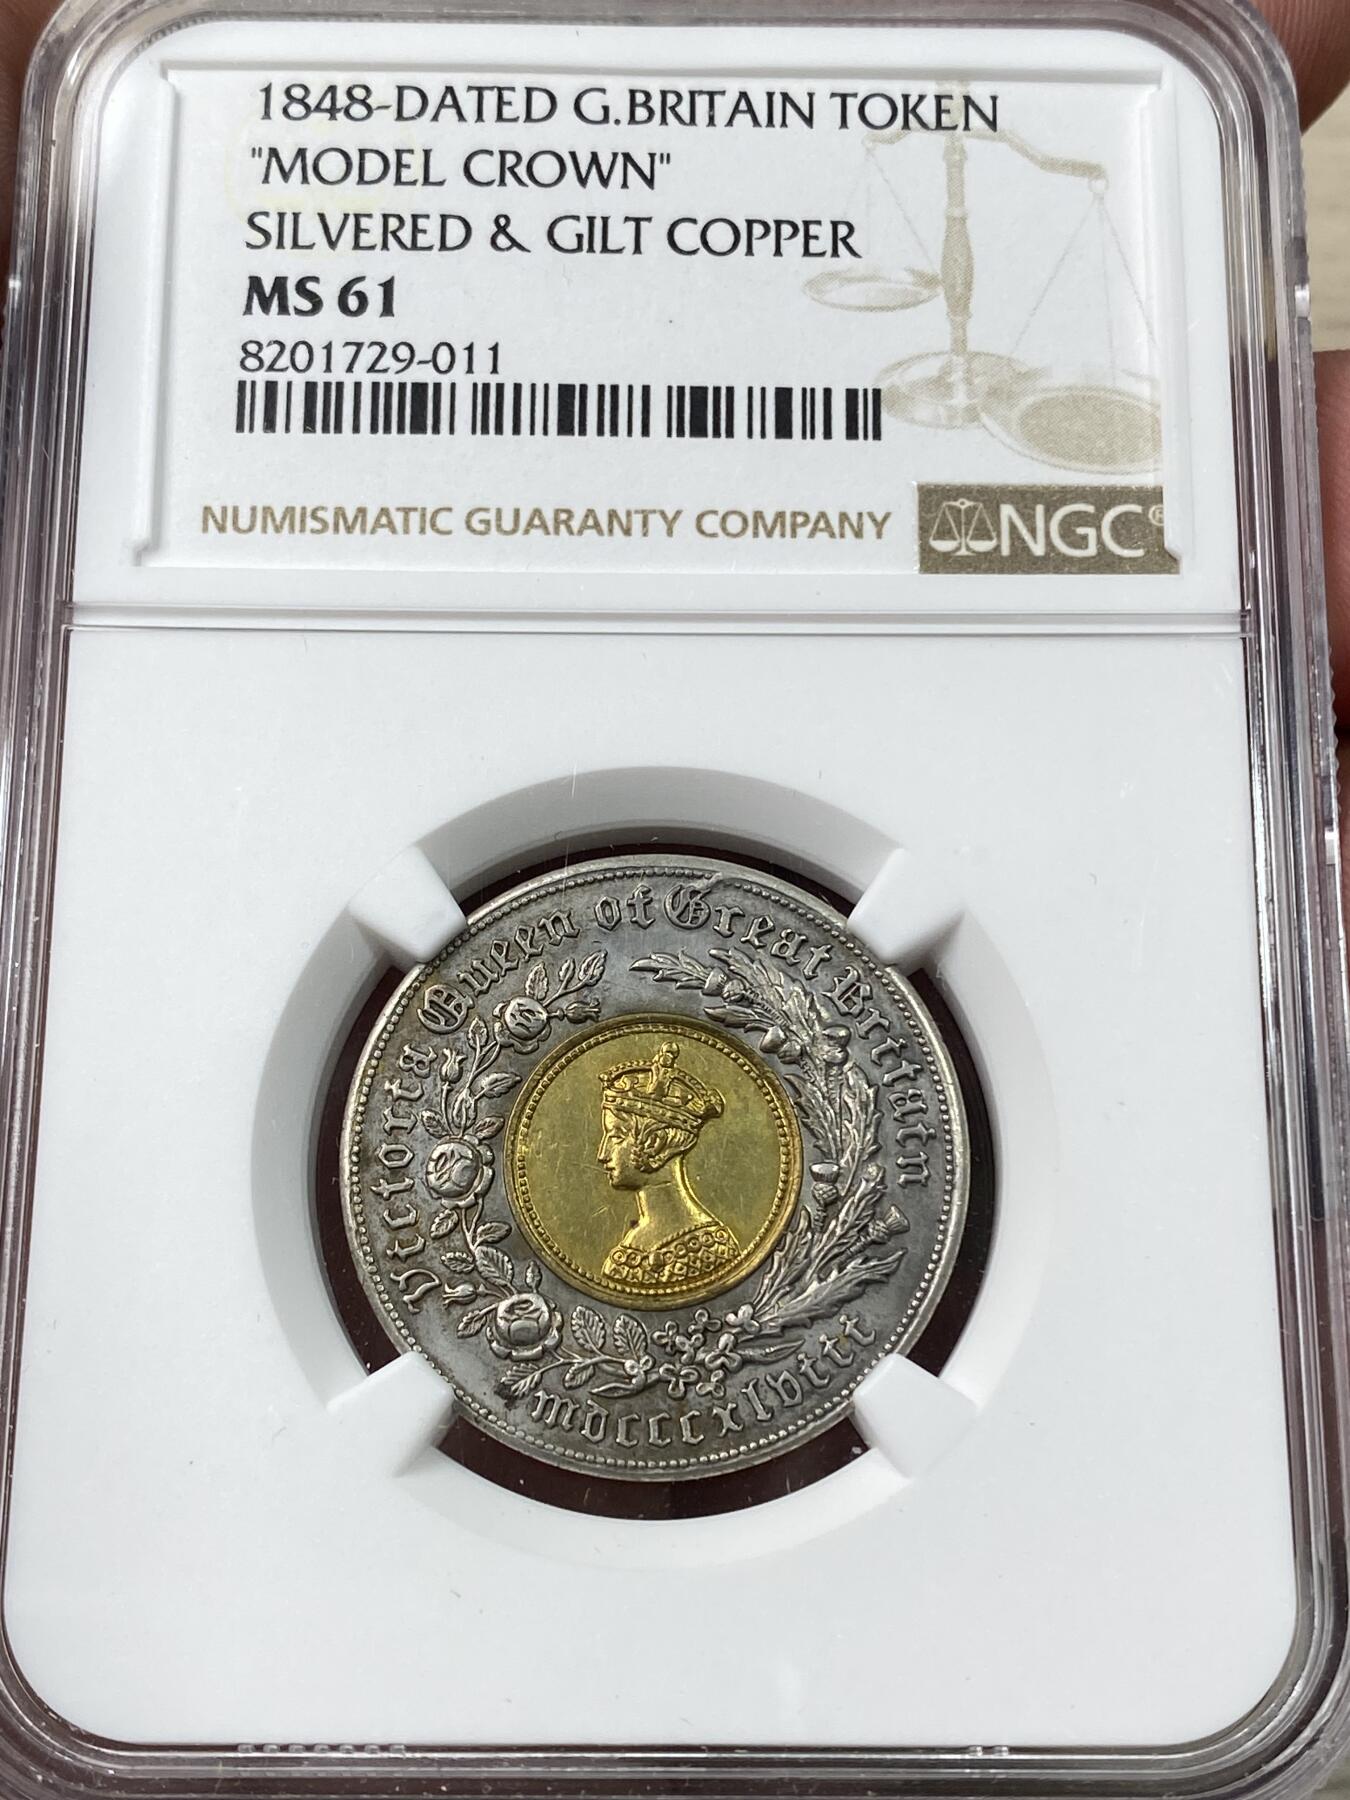 1848-DATED G.BRITAIN TOKEN
"MODEL CROWN"
SILVERED & GILT COPPER
MS 61
8201729-011
NUMISMATIC GUARANTY COMPANY
NGC®
Victoria Queen of Great Brittain
mdcccxlviii